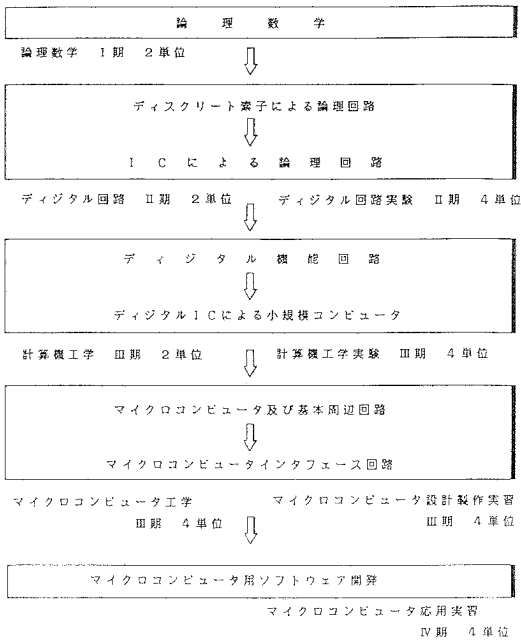 論理数学
論理数学 Ⅰ期 2単位
ディスクリート素子による論理回路
ICによる論理回路
ディジタル回路 Ⅱ期 2単位 ディジタル回路実験 Ⅱ期 4単位
ディジタル機能回路
ディジタルICによる小規模コンピュータ
計算機工学 Ⅲ期 2単位 計算機工学実験 Ⅲ期 4単位
マイクロコンピュータ及び基本周辺回路
マイクロコンピュータインタフェース回路
マイクロコンピュータ工学 マイクロコンピュータ設計製作実習
Ⅲ期 4単位 Ⅲ期 4単位
マイクロコンピュータ用ソフトウェア開発
マイクロコンピュータ応用実習
Ⅳ期 4単位